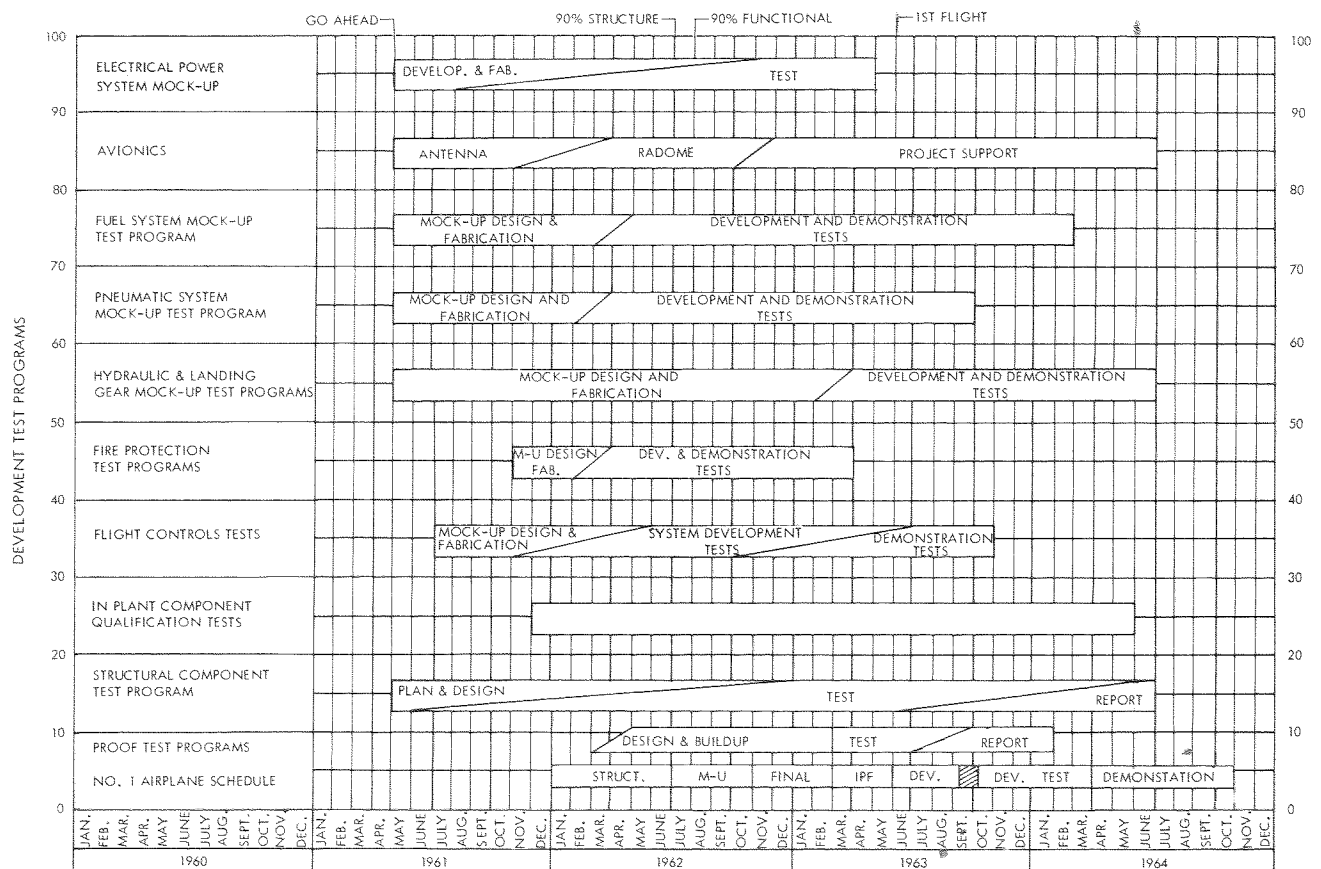 GO AHEAD 90% STRUCTURE 90% FUNCTIONAL 1ST FLIGHT
DEVELOPMENT TEST PROGRAMS
100 100
ELECTRICAL POWER
SYSTEM MOCK-UP
DEVELOP. & FAB. TEST
90 90
AVIONICS ANTENNA RADOME PROJECT SUPPORT
80 80
FUEL SYSTEM MOCK-UP
TEST PROGRAM
MOCK-UP DESIGN &
FABRICATION
DEVELOPMENT AND DEMONSTRATION
TESTS
70 70
PNEUMATIC SYSTEM
MOCK-UP TEST PROGRAM
MOCK-UP DESIGN AND
FABRICATION
DEVELOPMENT AND DEMONSTRATION
TESTS
60 60
HYDRAULIC & LANDING
GEAR MOCK-UP TEST PROGRAMS
MOCK-UP DESIGN AND
FABRICATION
DEVELOPMENT AND DEMONSTRATION
TESTS
50 50
FIRE PROTECTION
TEST PROGRAMS
M-U DESIGN
FAB.
DEV. & DEMONSTRATION
TESTS
40 40
FLIGHT CONTROLS TESTS
MOCK-UP DESIGN &
FABRICATION
SYSTEM DEVELOPMENT
TESTS
DEMONSTRATION
TESTS
30 30
IN PLANT COMPONENT
QUALIFICATION TESTS
20 20
STRUCTURAL COMPONENT
TEST PROGRAM
PLAN & DESIGN TEST REPORT
10 10
PROOF TEST PROGRAMS DESIGN & BUILDUP TEST REPORT
NO. 1 AIRPLANE SCHEDULE STRUCT. M-U FINAL IPF DEV. DEV. TEST DEMONSTATION
0 0
JAN. FEB. MAR. APR. MAY JUNE JULY AUG. SEPT. OCT. NOV. DEC. JAN. FEB. MAR. APR. MAY JUNE JULY AUG. SEPT. OCT. NOV. DEC. JAN. FEB. MAR. APR. MAY JUNE JULY AUG. SEPT. OCT. NOV. DEC. JAN. FEB. MAR. APR. MAY JUNE JULY AUG. SEPT. OCT. NOV. DEC. JAN. FEB. MAR. APR. MAY JUNE JULY AUG. SEPT. OCT. NOV. DEC.
1960 1961 1962 1963 1964